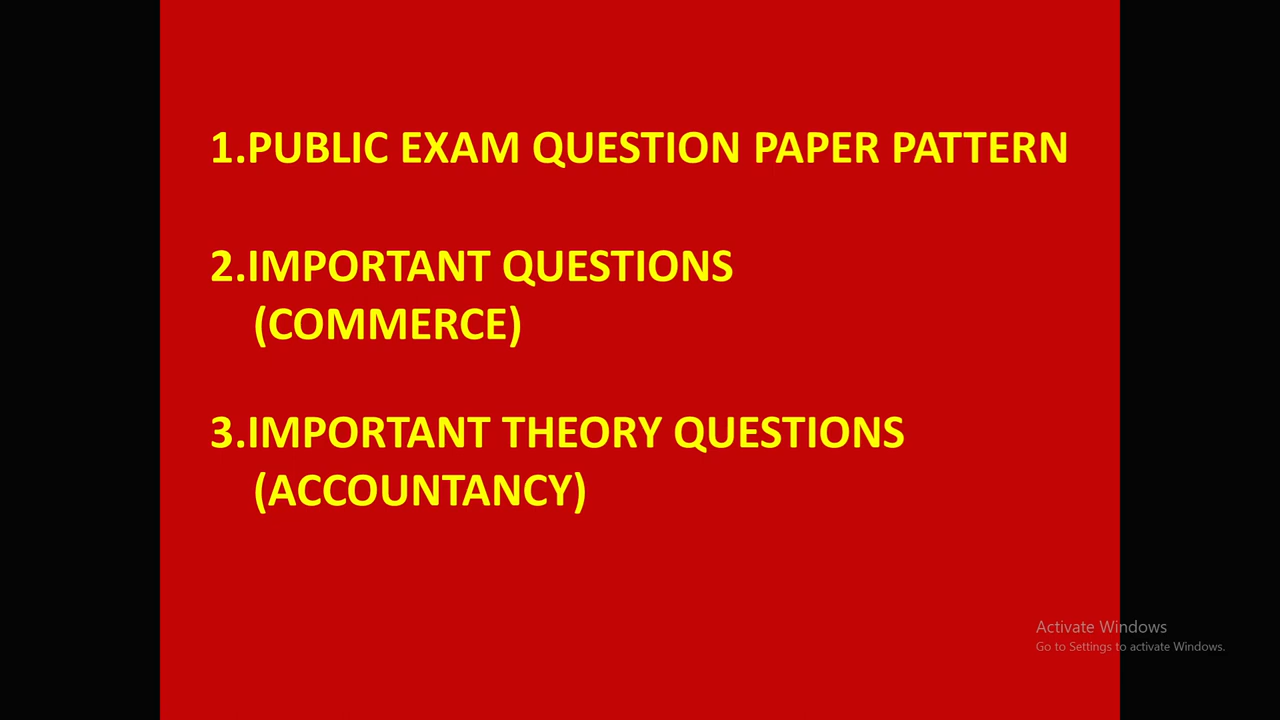 1.PUBLIC EXAM QUESTION PAPER PATTERN
2.IMPORTANT QUESTIONS
(COMMERCE)
3.IMPORTANT THEORY QUESTIONS
(ACCOUNTANCY)
Activate Windows
Go to Settings to activate Windows.